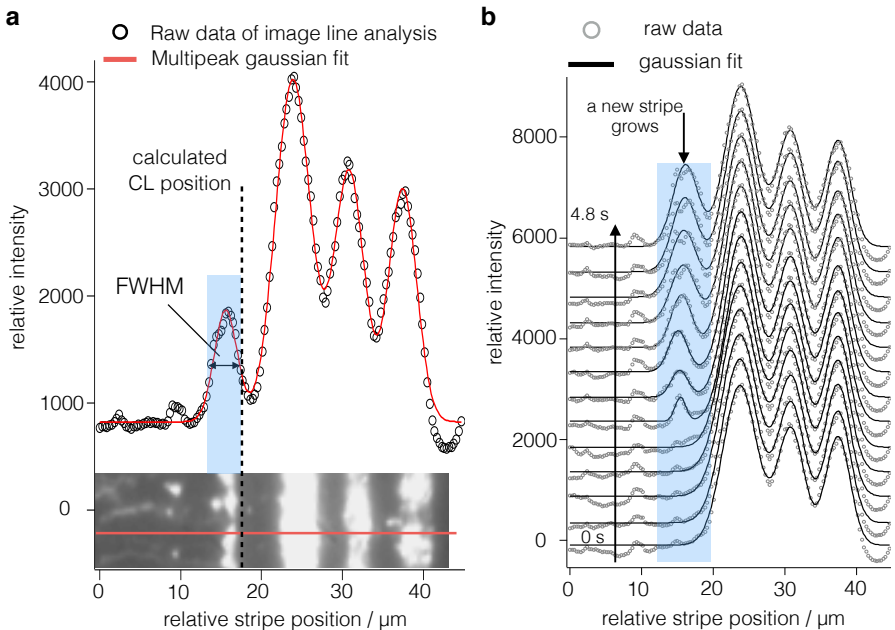 a
Raw data of image line analysis
Multipeak gaussian fit
4000
3000
2000
1000
0
relative intensity
calculated
CL position
FWHM
0
10
20
30
40
relative stripe position / µm
b
raw data
gaussian fit
a new stripe
grows
8000
6000
4000
2000
0
relative intensity
4.8 s
0 s
0
10
20
30
40
relative stripe position / µm